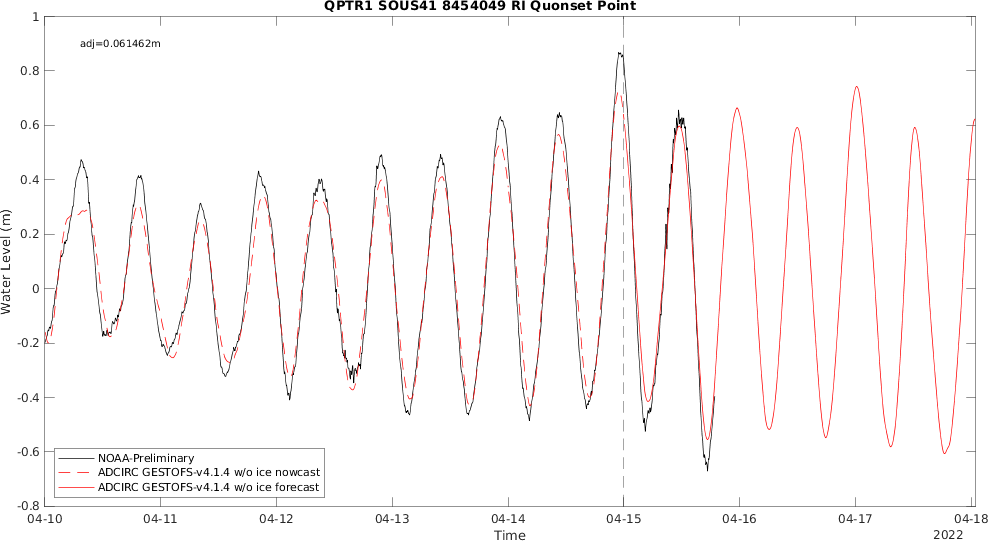 QPTR1 SOUS41 8454049 RI Quonset Point
adj=0.061462m
Water Level (m)
1
0.8
0.6
0.4
0.2
0
-0.2
-0.4
-0.6
-0.8
NOAA-Preliminary
ADCIRC GESTOFS-v4.1.4 w/o ice nowcast
ADCIRC GESTOFS-v4.1.4 w/o ice forecast
04-10 04-11 04-12 04-13 04-14 04-15 04-16 04-17 04-18
Time
2022